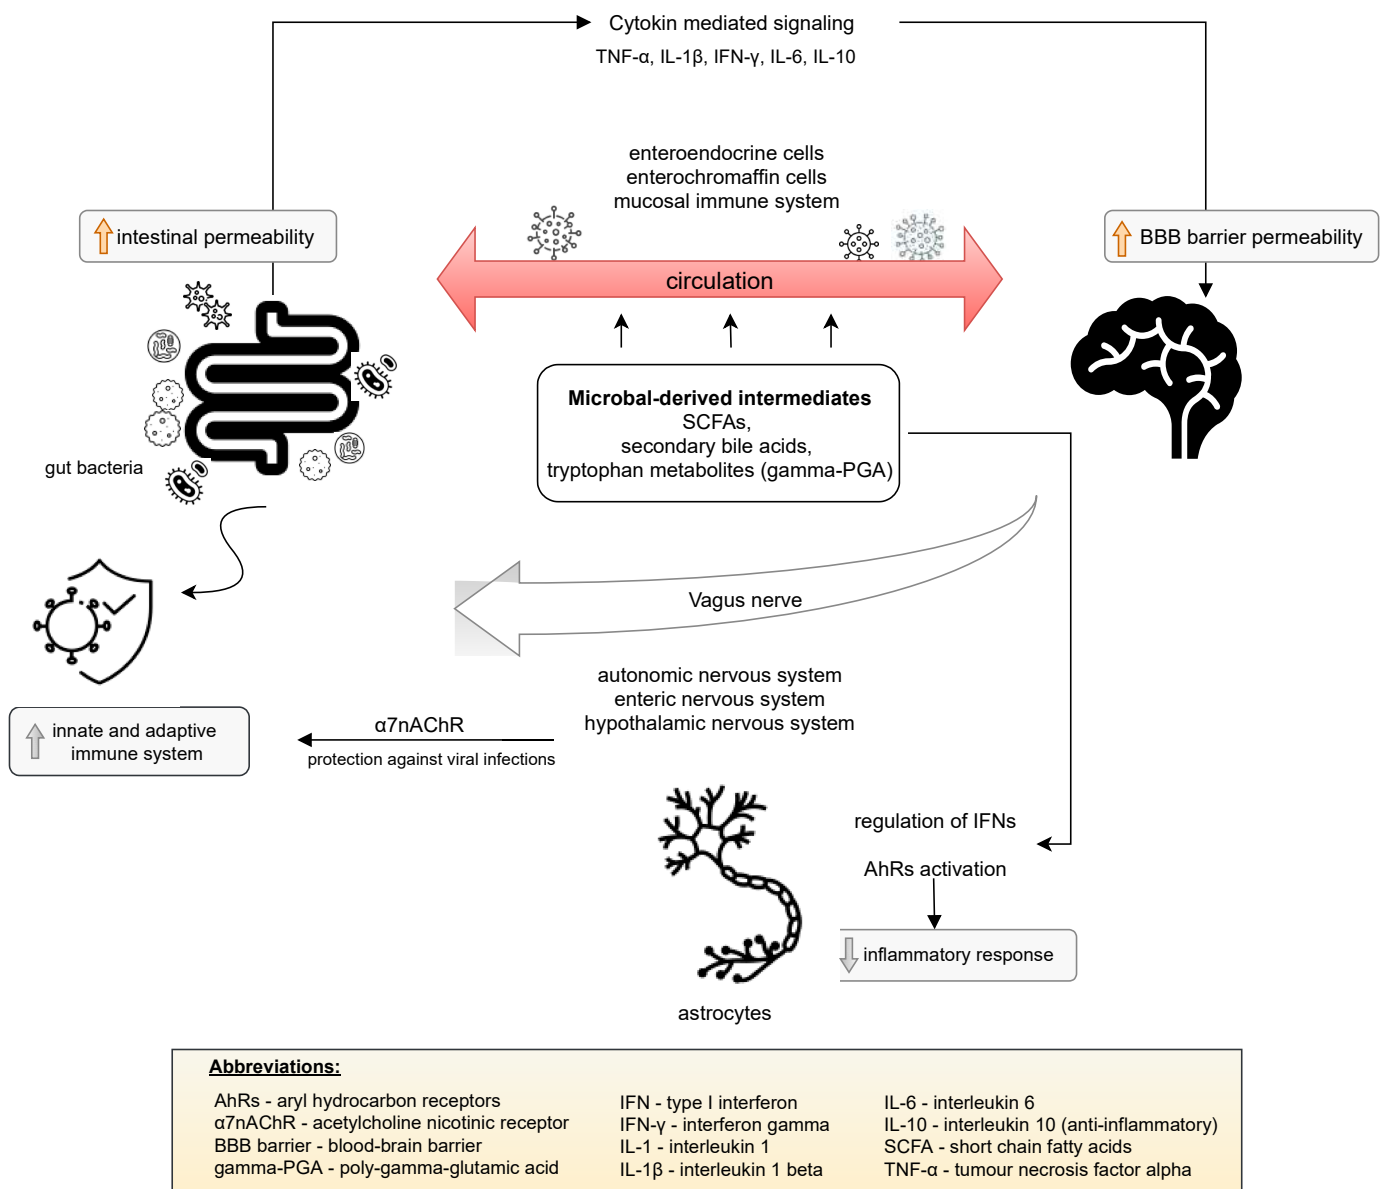 Cytokin mediated signaling
TNF-α, IL-1β, IFN-γ, IL-6, IL-10
enteroendocrine cells
enterochromaffin cells
mucosal immune system
intestinal permeability
BBB barrier permeability
circulation
Microbal-derived intermediates
SCFAs,
secondary bile acids,
tryptophan metabolites (gamma-PGA)
gut bacteria
Vagus nerve
autonomic nervous system
enteric nervous system
hypothalamic nervous system
α7nAChR
protection against viral infections
innate and adaptive
immune system
regulation of IFNs
AhRs activation
inflammatory response
astrocytes
Abbreviations:
AhRs - aryl hydrocarbon receptors
α7nAChR - acetylcholine nicotinic receptor
BBB barrier - blood-brain barrier
gamma-PGA - poly-gamma-glutamic acid
IFN - type I interferon
IFN-γ - interferon gamma
IL-1 - interleukin 1
IL-1β - interleukin 1 beta
IL-6 - interleukin 6
IL-10 - interleukin 10 (anti-inflammatory)
SCFA - short chain fatty acids
TNF-α - tumour necrosis factor alpha